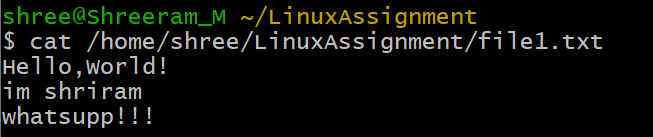 shree@Shreeram_M ~/LinuxAssignment
$ cat /home/shree/LinuxAssignment/file1.txt
Hello,world!
im shriram
whatsupp!!!